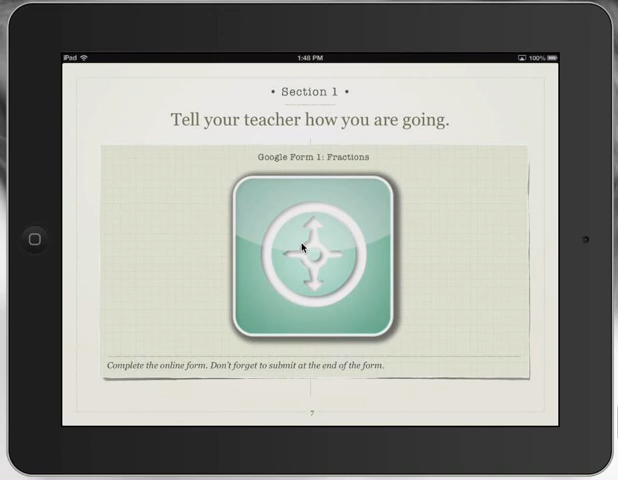 iPad
1:48 PM
100%
• Section 1 •
Tell your teacher how you are going.
Google Form 1: Fractions
Complete the online form. Don't forget to submit at the end of the form.
7